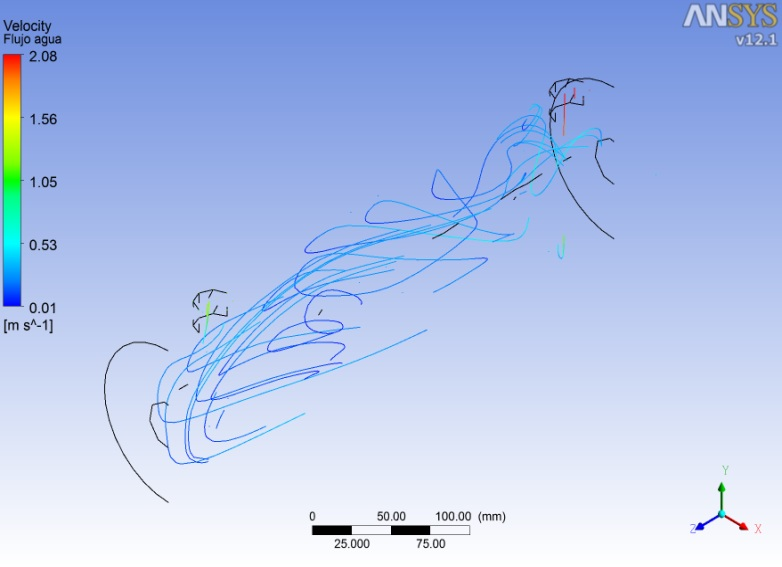 ANSYS
v12.1
Velocity
Flujo agua
2.08
1.56
1.05
0.53
0.01
[m s^-1]
0 50.00 100.00 (mm)
25.000 75.00
Y
Z X